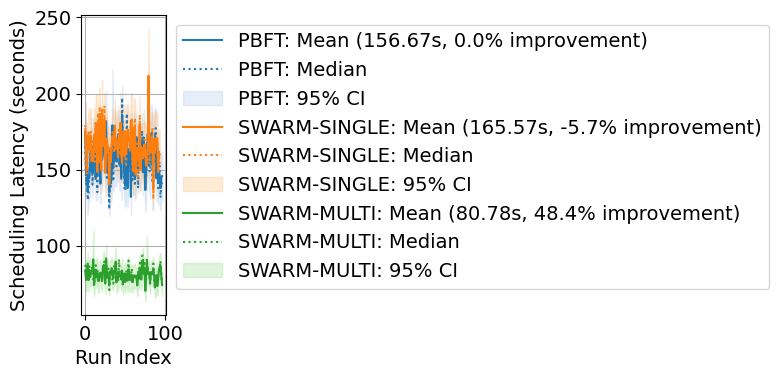 Scheduling Latency (seconds)
250
200
150
100
0
100
Run Index
PBFT: Mean (156.67s, 0.0% improvement)
PBFT: Median
PBFT: 95% CI
SWARM-SINGLE: Mean (165.57s, -5.7% improvement)
SWARM-SINGLE: Median
SWARM-SINGLE: 95% CI
SWARM-MULTI: Mean (80.78s, 48.4% improvement)
SWARM-MULTI: Median
SWARM-MULTI: 95% CI